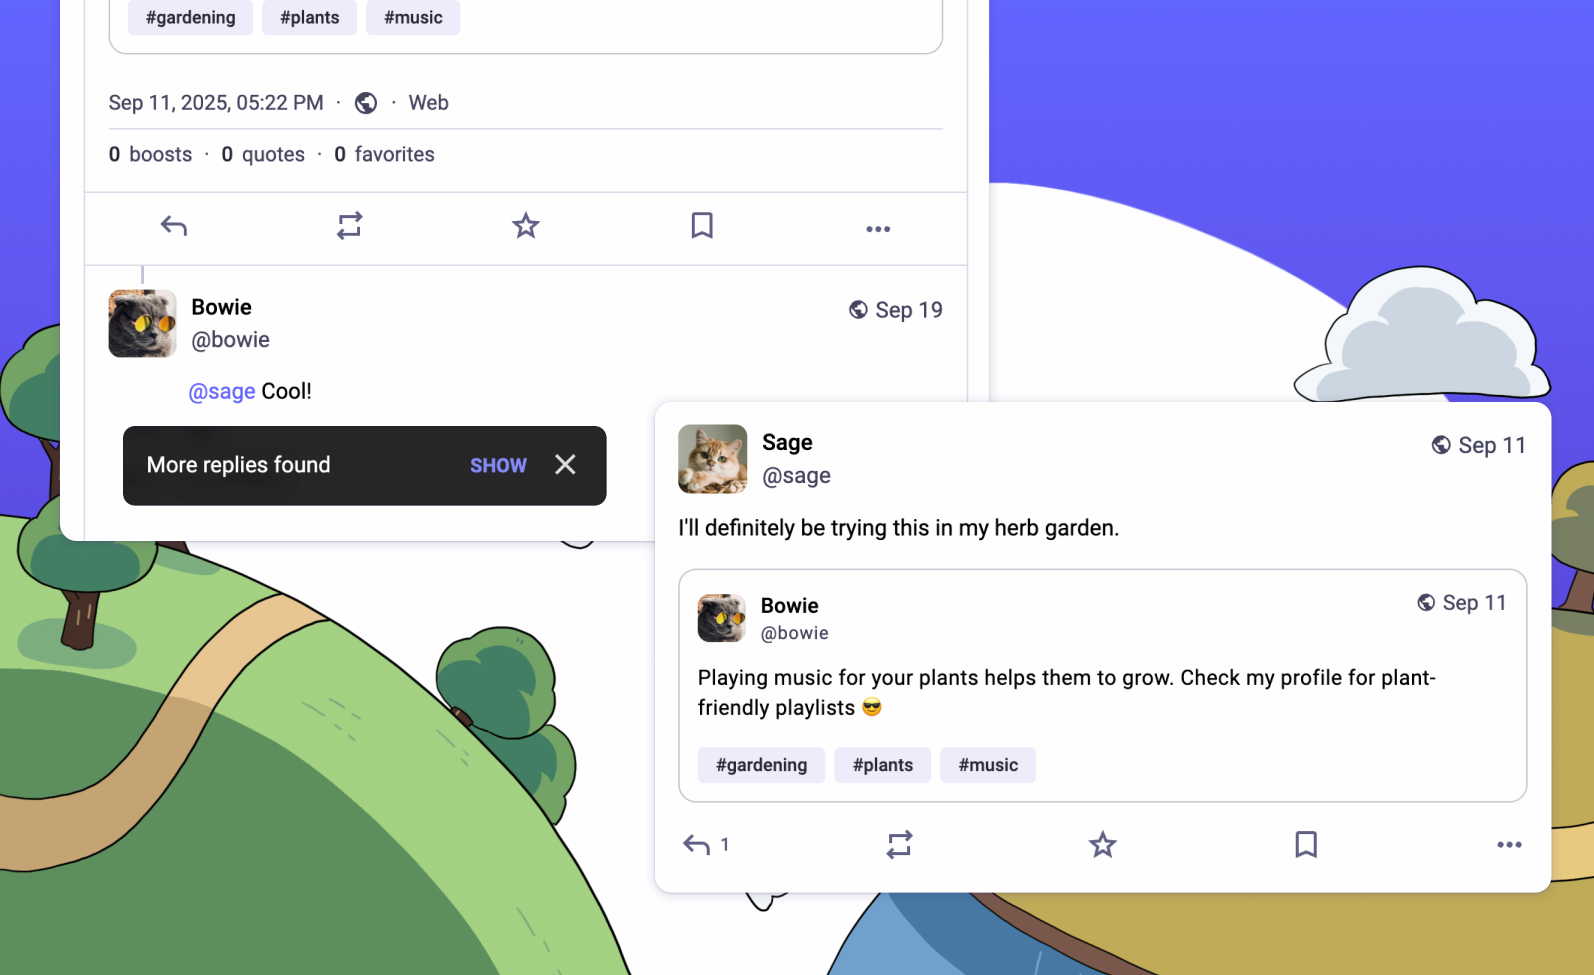 #gardening #plants #music
Sep 11, 2025, 05:22 PM · · Web
0 boosts · 0 quotes · 0 favorites
Bowie
Sep 19
@bowie
@sage Cool!
More replies found SHOW
Sage
Sep 11
@sage
I'll definitely be trying this in my herb garden.
Bowie
Sep 11
@bowie
Playing music for your plants helps them to grow. Check my profile for plant-
friendly playlists 😎
#gardening #plants #music
1